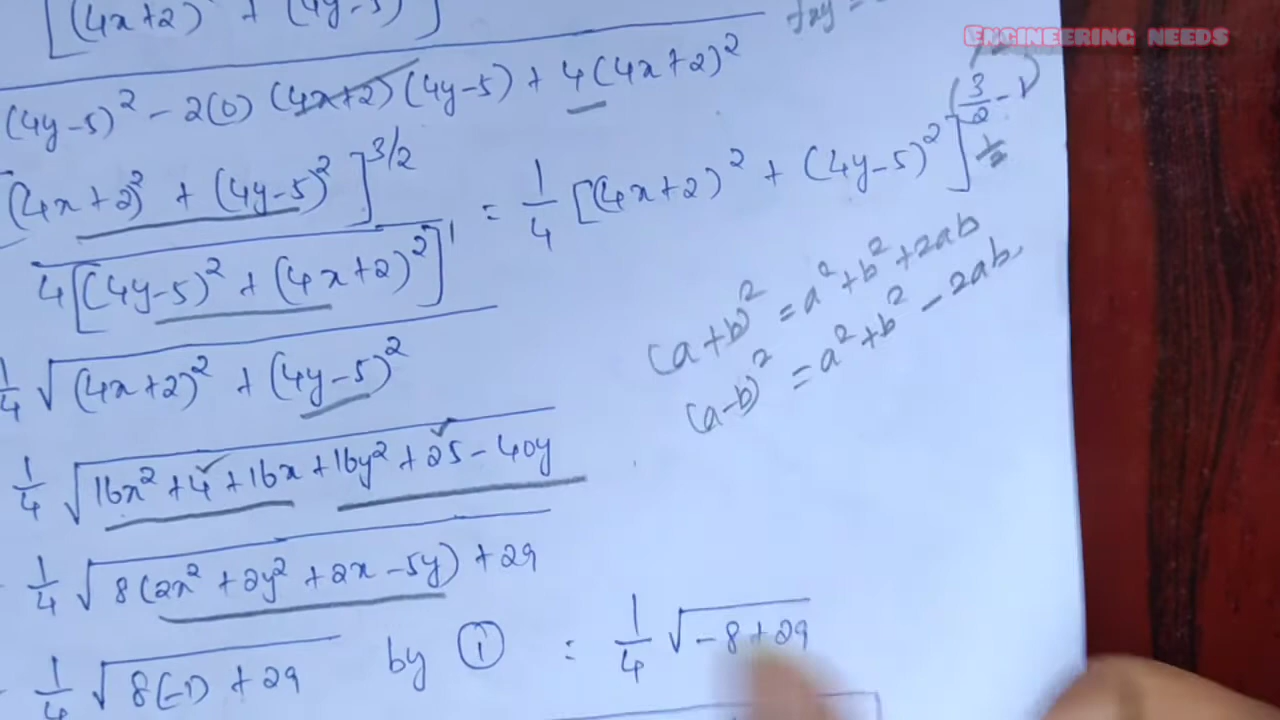 [(4x+2)² + (4y-5)²]
ENGINEERING NEEDS
(4y-5)² - 2(0) (4x+2) (4y-5) + 4(4x+2)²
(4x+2)² + (4y-5)²]^3/2
4[(4y-5)² + (4x+2)²]^1
= 1/4 [(4x+2)² + (4y-5)²]^(3/2 - 1) 1/2
1/4 √(4x+2)² + (4y-5)²
(a+b)² = a²+b²+2ab
(a-b)² = a²+b² - 2ab
1/4 √16x² + 4 + 16x + 16y² + 25 - 40y
1/4 √8(2x² + 2y² + 2x - 5y) + 29
1/4 √8(-1) + 29 by ① = 1/4 √-8+29